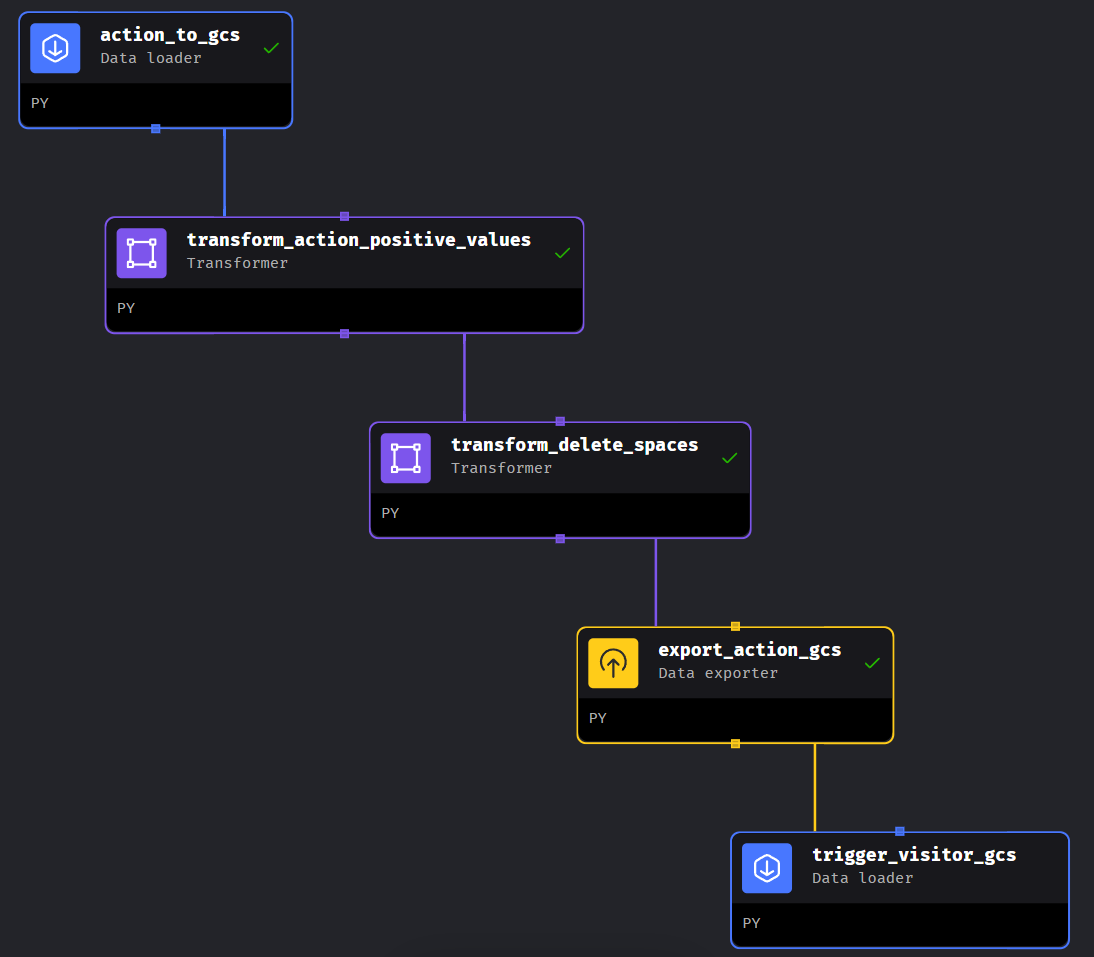 action_to_gcs
Data loader
PY
transform_action_positive_values
Transformer
PY
transform_delete_spaces
Transformer
PY
export_action_gcs
Data exporter
PY
trigger_visitor_gcs
Data loader
PY